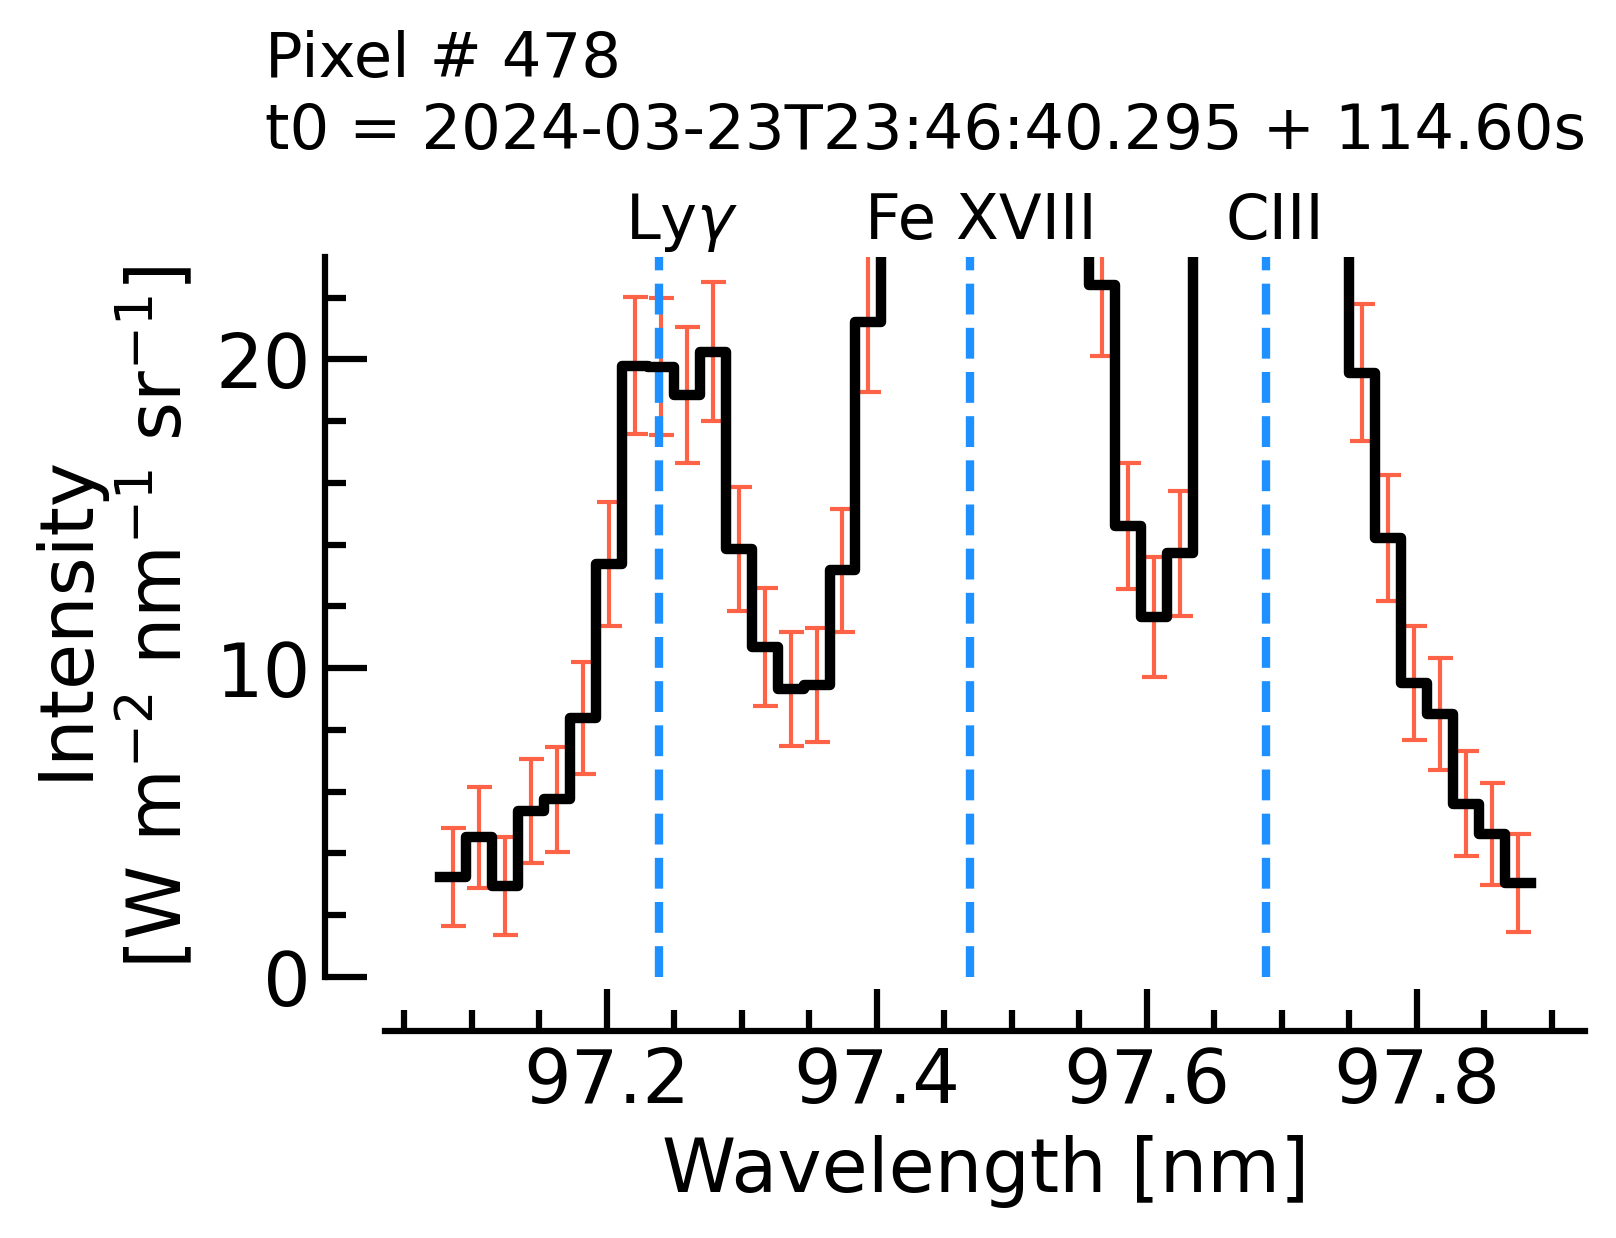 Pixel # 478
t0 = 2024-03-23T23:46:40.295 + 114.60s
Lyγ Fe XVIII CIII
Intensity
[W m⁻² nm⁻¹ sr⁻¹]
20
10
0
97.2 97.4 97.6 97.8
Wavelength [nm]